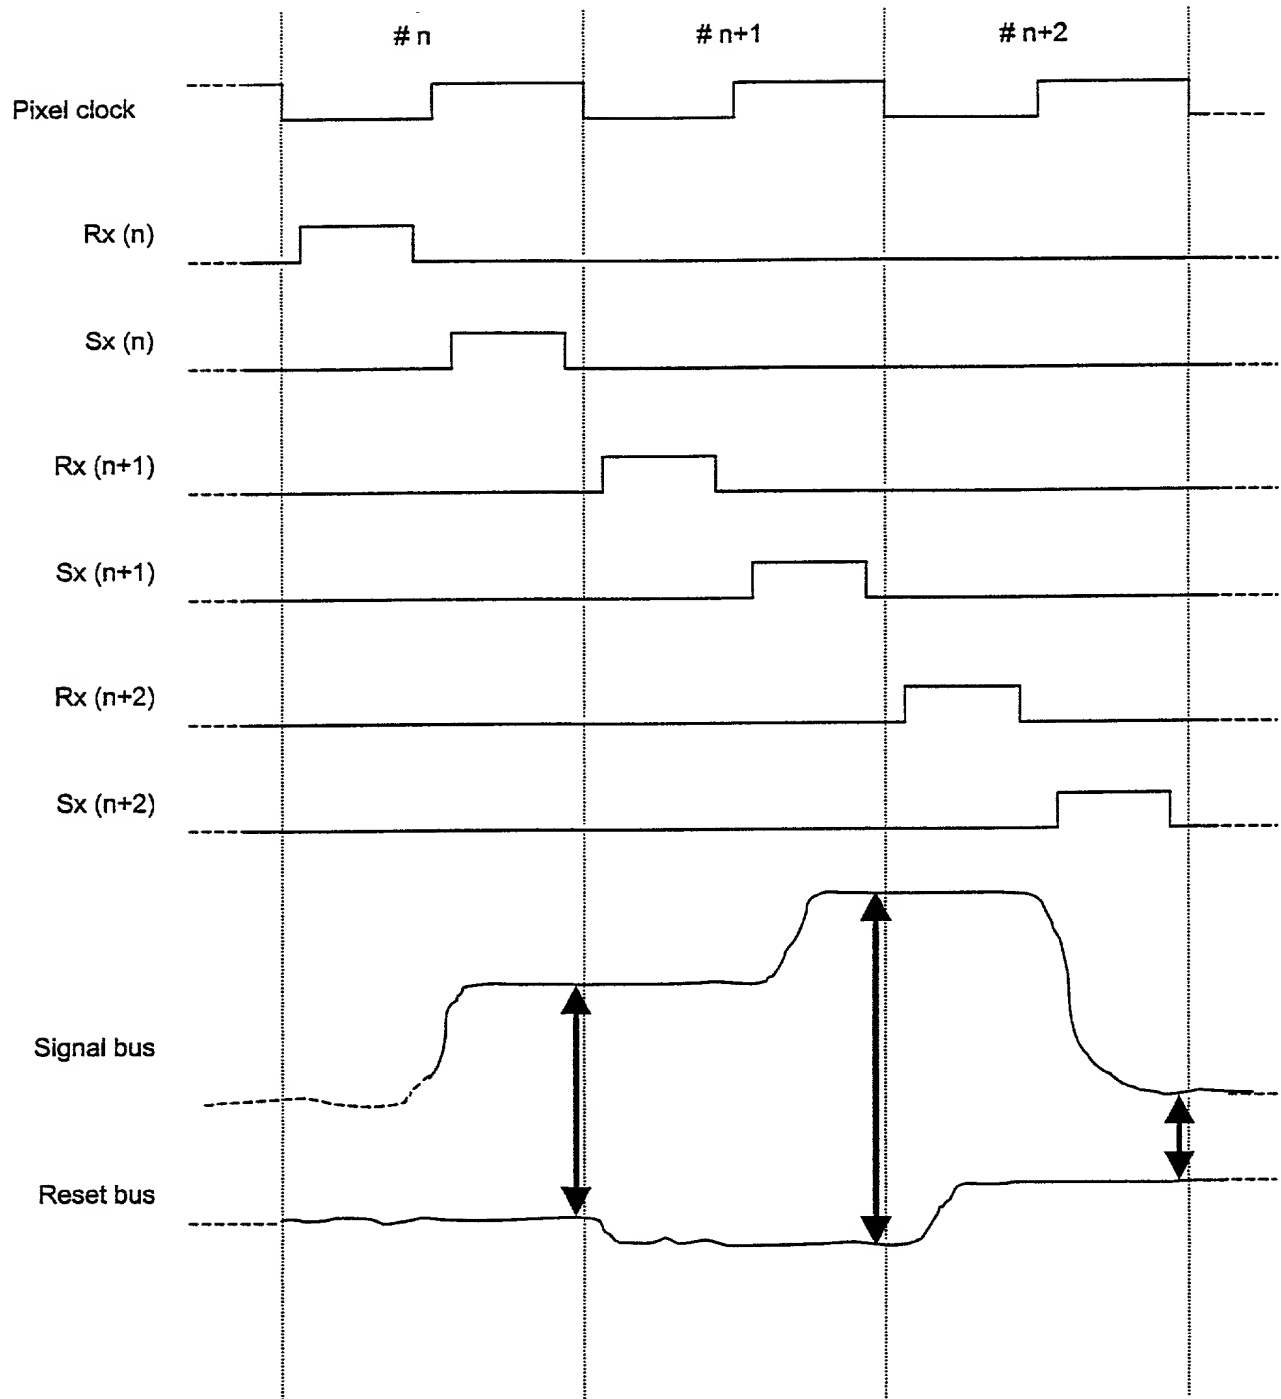 # n
# n+1
# n+2
Pixel clock
Rx (n)
Sx (n)
Rx (n+1)
Sx (n+1)
Rx (n+2)
Sx (n+2)
Signal bus
Reset bus